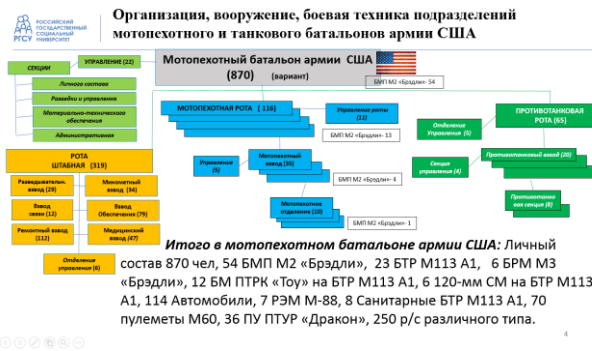 РОССИЙСКИЙ
ГОСУДАРСТВЕННЫЙ
СОЦИАЛЬНЫЙ
УНИВЕРСИТЕТ
РГСУ
Организация, вооружение, боевая техника подразделений
мотопехотного и танкового батальонов армии США
УПРАВЛЕНИЕ (22)
СЕКЦИИ
Личного состава
Разведки и управления
Материально-технического
обеспечения
Административная
Мотопехотный батальон армии США
(870) (вариант)
БМП М2 «Брэдли»- 54
МОТОПЕХОТНАЯ РОТА ( 116)
Управление роты
(11)
БМП М2 «Брэдли»- 13
Управление
(5)
Мотопехотный
взвод (35)
БМП М2 «Брэдли»- 4
Мотопехотное
отделение (10)
БМП М2 «Брэдли»- 1
ПРОТИВОТАНКОВАЯ
РОТА (65)
Отделение
Управления (5)
Противотанковый взвод (20)
Секция
управления (4)
Противотанко
вая секция (8)
РОТА
ШТАБНАЯ (319)
Разведывательн.
взвод (29)
Минометный
взвод (34)
Взвод
связи (12)
Взвод
Обеспечения (79)
Ремонтный взвод
(112)
Медицинский
взвод (47)
Отделение
управления (6)
Итого в мотопехотном батальоне армии США: Личный
состав 870 чел, 54 БМП М2 «Брэдли», 23 БТР М113 А1, 6 БРМ М3
«Брэдли», 12 БМ ПТРК «Тоу» на БТР М113 А1, 6 120-мм СМ на БТР М113
А1, 114 Автомобили, 7 РЭМ М-88, 8 Санитарные БТР М113 А1, 70
пулеметы М60, 36 ПУ ПТУР «Дракон», 250 р/с различного типа.
4